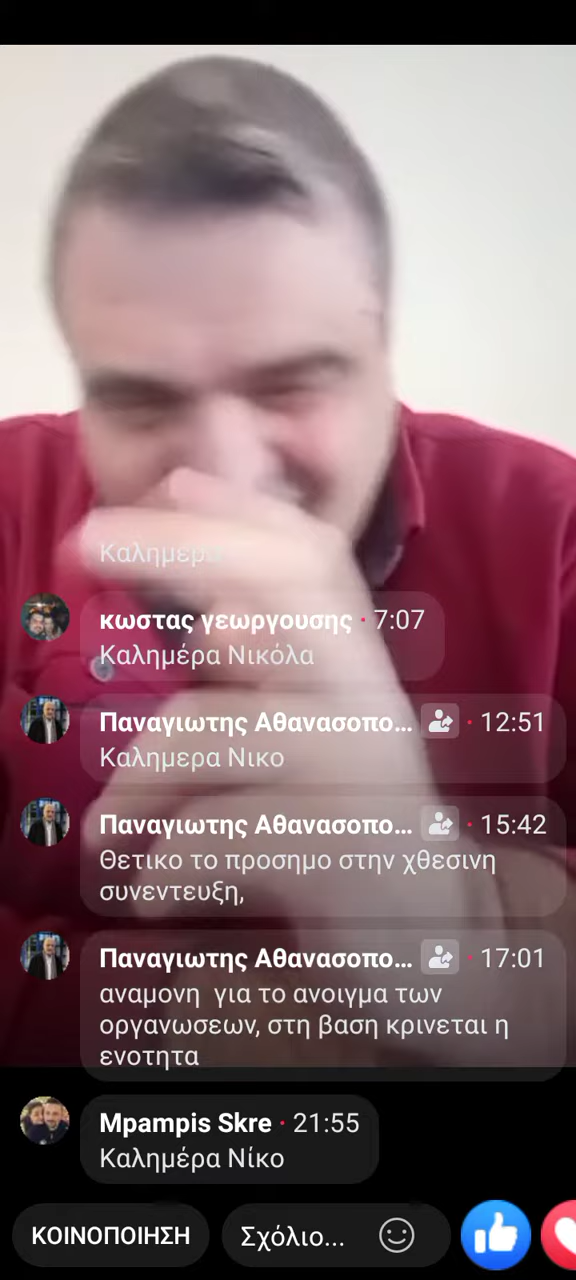 Καλημερα
κωστας γεωργουσης · 7:07
Καλημέρα Νικόλα
Παναγιωτης Αθανασοπο... · 12:51
Καλημερα Νικο
Παναγιωτης Αθανασοπο... · 15:42
Θετικο το προσημο στην χθεσινη
συνεντευξη,
Παναγιωτης Αθανασοπο... · 17:01
αναμονη για το ανοιγμα των
οργανωσεων, στη βαση κρινεται η
ενοτητα
Mpampis Skre · 21:55
Καλημέρα Νίκο
ΚΟΙΝΟΠΟΙΗΣΗ Σχόλιο...